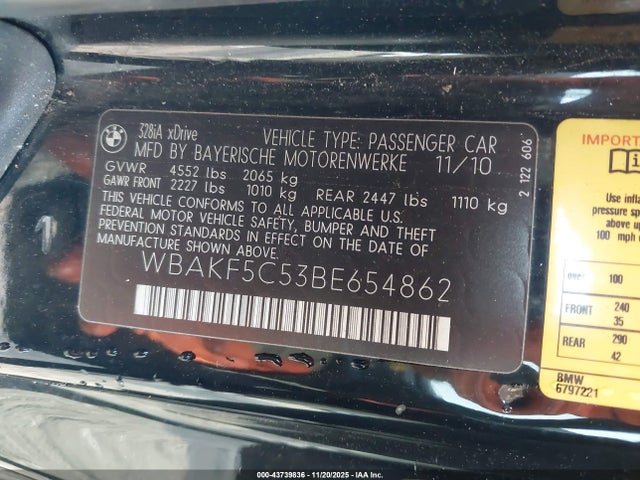 BMW
328iA xDrive
VEHICLE TYPE: PASSENGER CAR
MFD BY BAYERISCHE MOTORENWERKE 11/10
GVWR 4552 lbs 2065 kg
GAWR FRONT 2227 lbs 1010 kg REAR 2447 lbs 1110 kg
THIS VEHICLE CONFORMS TO ALL APPLICABLE U.S.
FEDERAL MOTOR VEHICLE SAFETY, BUMPER AND THEFT
PREVENTION STANDARDS IN EFFECT ON THE DATE OF
MANUFACTURE SHOWN ABOVE.
WBAKF5C53BE654862
2 122 606
IMPORTA
Use infla
pressure sp
above
100 mph
over 100
FRONT 240
35
REAR 290
42
BMW
6797221
000-43739836 - 11/20/2025 - IAA Inc.